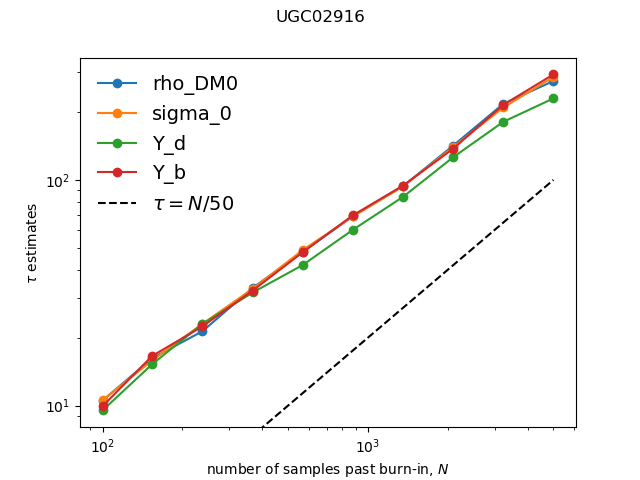 UGC02916
rho_DM0
sigma_0
Y_d
Y_b
τ = N/50
τ estimates
10²
10¹
10²
10³
number of samples past burn-in, N